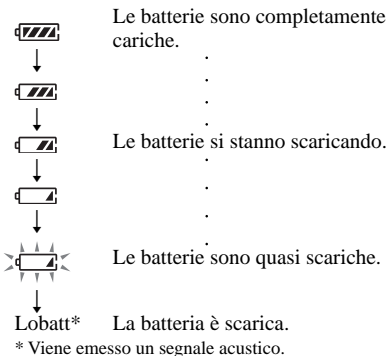 Le batterie sono completamente
cariche.
Le batterie si stanno scaricando.
Le batterie sono quasi scariche.
Lobatt* La batteria è scarica.
* Viene emesso un segnale acustico.